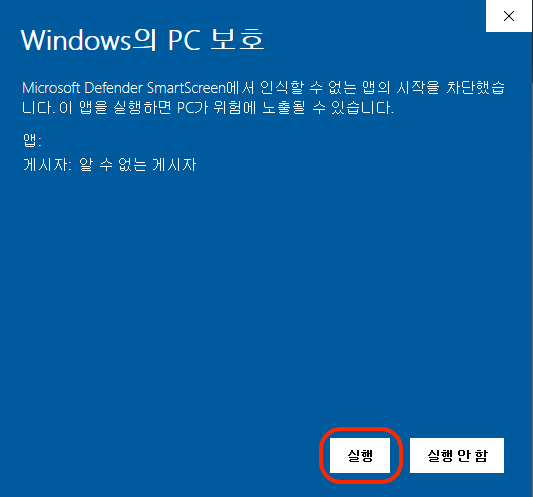 Windows의 PC 보호
Microsoft Defender SmartScreen에서 인식할 수 없는 앱의 시작을 차단했습
니다. 이 앱을 실행하면 PC가 위험에 노출될 수 있습니다.
앱:
게시자: 알 수 없는 게시자
실행
실행 안 함